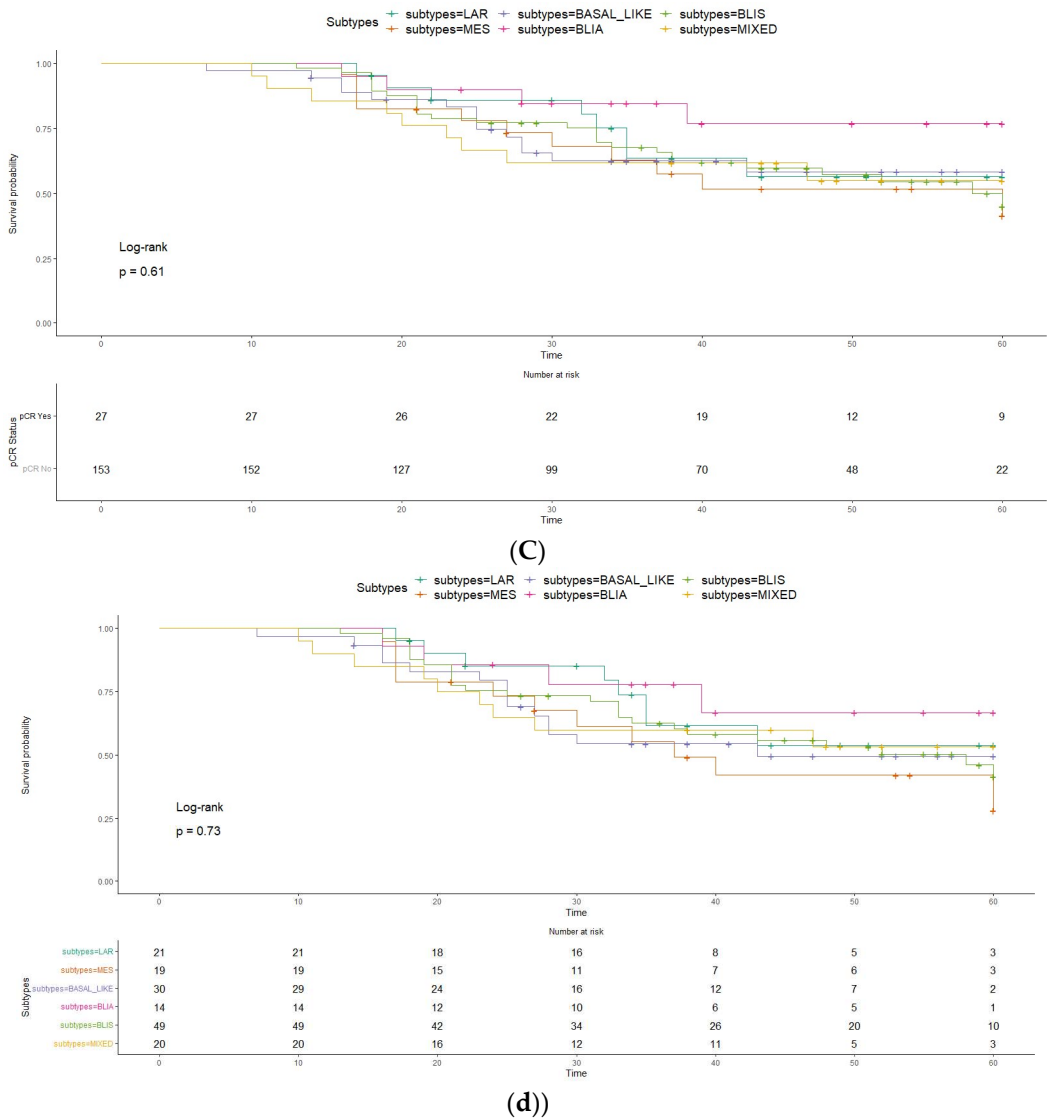 Subtypes subtypes=LAR subtypes=BASAL_LIKE subtypes=BLIS
subtypes=MES subtypes=BLIA subtypes=MIXED
Survival probability
1.00
0.75
0.50
0.25
0.00
Log-rank
p = 0.61
0 10 20 30 40 50 60
Time
Number at risk
pCR Status
pCR Yes 27 27 26 22 19 12 9
pCR No 153 152 127 99 70 48 22
0 10 20 30 40 50 60
Time
(C)
Subtypes subtypes=LAR subtypes=BASAL_LIKE subtypes=BLIS
subtypes=MES subtypes=BLIA subtypes=MIXED
Survival probability
1.00
0.75
0.50
0.25
0.00
Log-rank
p = 0.73
0 10 20 30 40 50 60
Time
Number at risk
Subtypes
subtypes=LAR 21 21 18 16 8 5 3
subtypes=MES 19 19 15 11 7 6 3
subtypes=BASAL_LIKE 30 29 24 16 12 7 2
subtypes=BLIA 14 14 12 10 6 5 1
subtypes=BLIS 49 49 42 34 26 20 10
subtypes=MIXED 20 20 16 12 11 5 3
0 10 20 30 40 50 60
Time
(d))